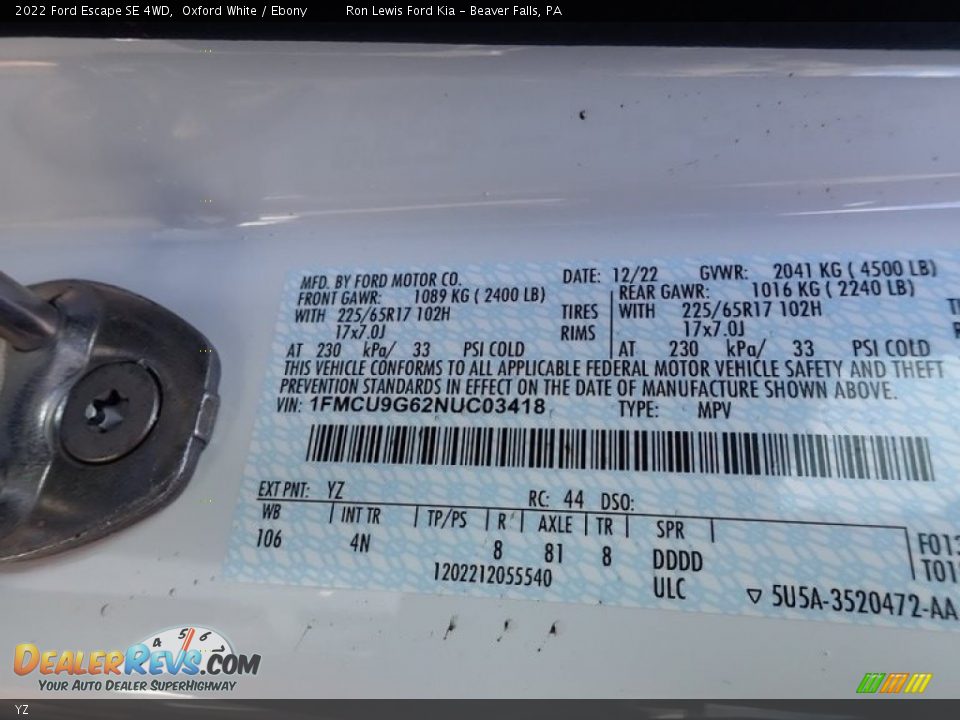 2022 Ford Escape SE 4WD, Oxford White / Ebony Ron Lewis Ford Kia - Beaver Falls, PA
MFD. BY FORD MOTOR CO. DATE: 12/22 GVWR: 2041 KG ( 4500 LB)
FRONT GAWR: 1089 KG ( 2400 LB) REAR GAWR: 1016 KG ( 2240 LB)
WITH 225/65R17 102H TIRES WITH 225/65R17 102H
17x7.0J RIMS 17x7.0J
AT 230 kPa/ 33 PSI COLD AT 230 kPa/ 33 PSI COLD
THIS VEHICLE CONFORMS TO ALL APPLICABLE FEDERAL MOTOR VEHICLE SAFETY AND THEFT
PREVENTION STANDARDS IN EFFECT ON THE DATE OF MANUFACTURE SHOWN ABOVE.
VIN: 1FMCU9G62NUC03418 TYPE: MPV
EXT PNT: YZ RC: 44 DSO:
WB INT TR TP/PS R AXLE TR SPR
106 4N 8 81 8 DDDD
1202212055540 ULC
5U5A-3520472-AA
DEALERREVS.COM
4 5 6
YOUR AUTO DEALER SUPERHIGHWAY
YZ